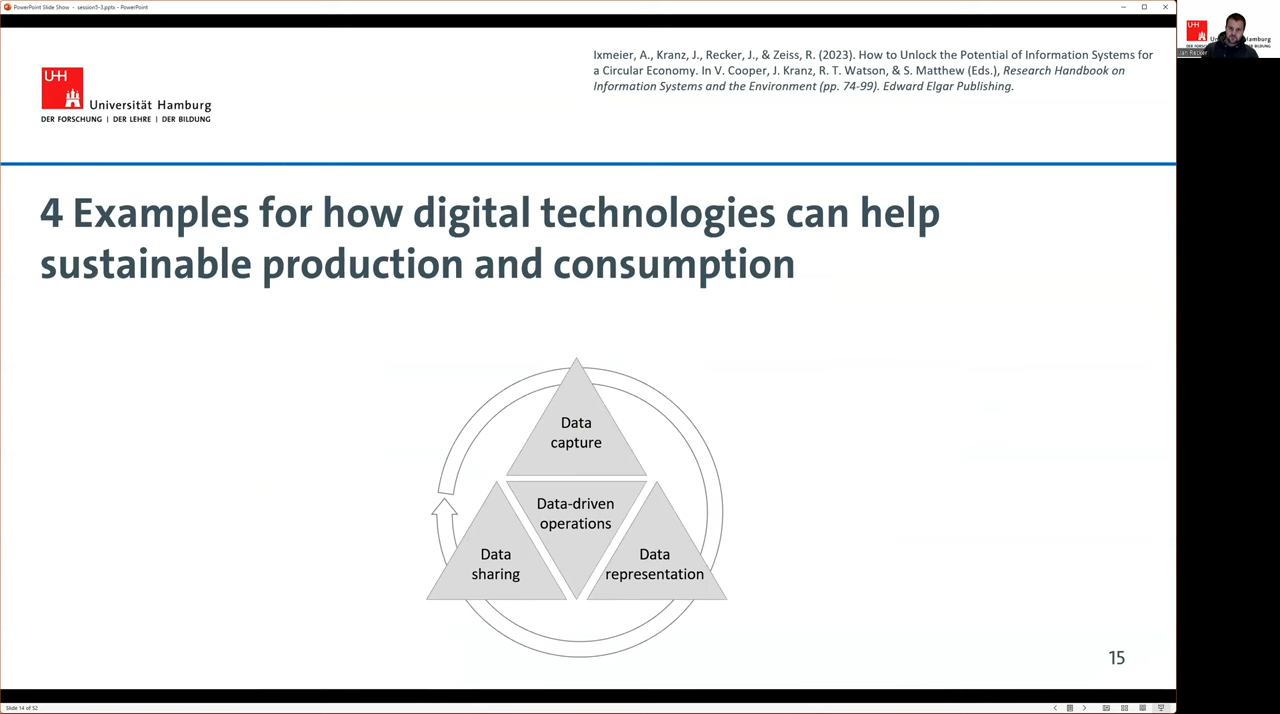 PowerPoint Slide Show - session5-3.pptx - PowerPoint
UHH
Universität Hamburg
DER FORSCHUNG | DER LEHRE | DER BILDUNG
Ixmeier, A., Kranz, J., Recker, J., & Zeiss, R. (2023). How to Unlock the Potential of Information Systems for
a Circular Economy. In V. Cooper, J. Kranz, R. T. Watson, & S. Matthew (Eds.), Research Handbook on
Information Systems and the Environment (pp. 74-99). Edward Elgar Publishing.
4 Examples for how digital technologies can help
sustainable production and consumption
Data
capture
Data-driven
operations
Data
sharing
Data
representation
15
Slide 14 of 52
Jan Recker